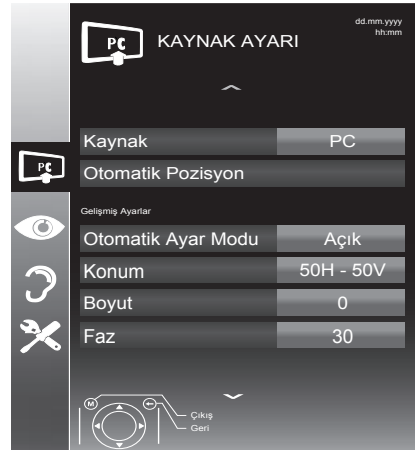 dd.mm.yyyy
hh:mm
PC KAYNAK AYARI
Kaynak PC
PC
Otomatik Pozisyon
Gelişmiş Ayarlar
Otomatik Ayar Modu Açık
Konum 50H - 50V
Boyut 0
Faz 30
M
Çıkış
Geri